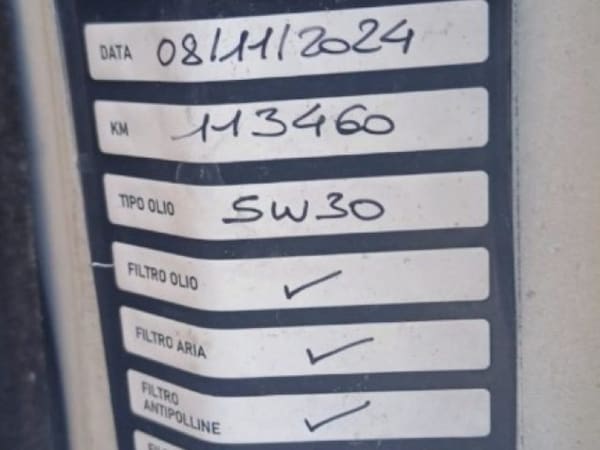 DATA 08/11/2024
KM 113460
TIPO OLIO 5W30
FILTRO OLIO ✓
FILTRO ARIA ✓
FILTRO
ANTIPOLLINE ✓